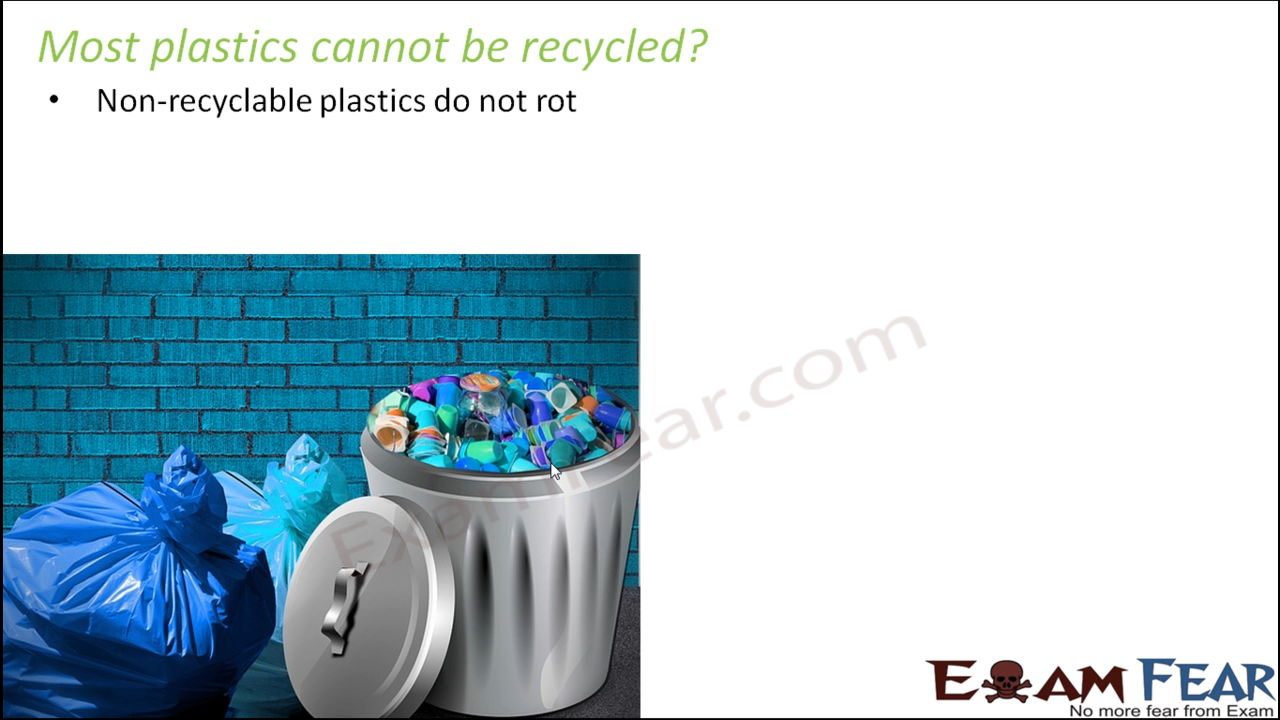 Most plastics cannot be recycled?
• Non-recyclable plastics do not rot
ExamFear.com
EXAM FEAR
No more fear from Exam